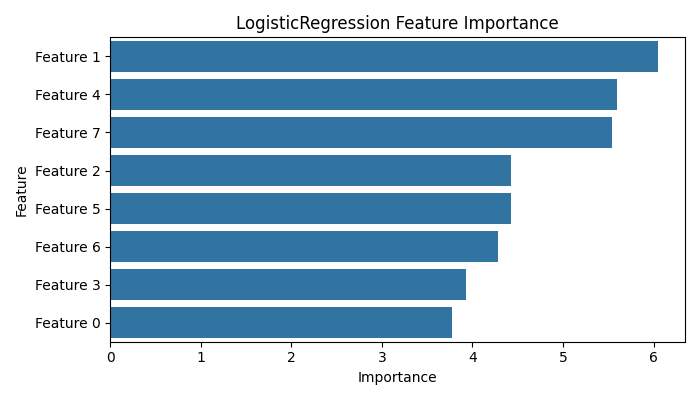 LogisticRegression Feature Importance
Feature 1
Feature 4
Feature 7
Feature 2
Feature 5
Feature 6
Feature 3
Feature 0
Feature
0 1 2 3 4 5 6
Importance